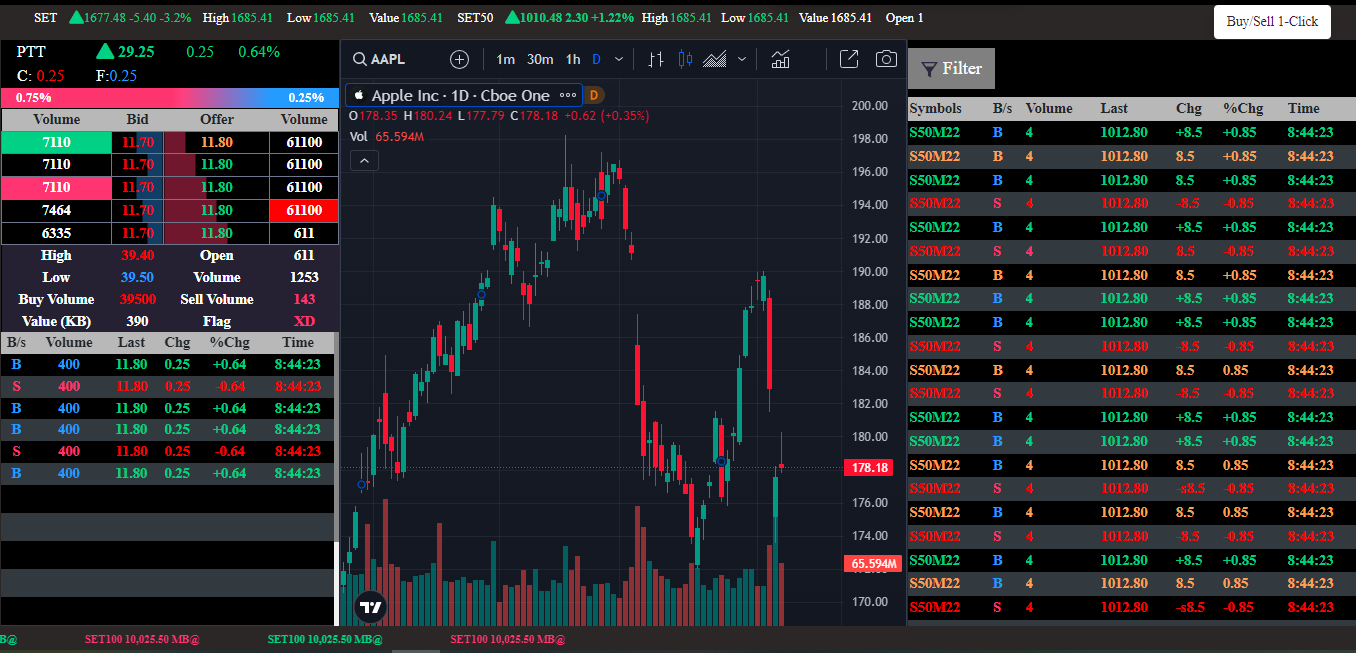 SET 1677.48 -5.40 -3.2% High 1685.41 Low 1685.41 Value 1685.41 SET50 1010.48 2.30 +1.22% High 1685.41 Low 1685.41 Value 1685.41 Open 1
Buy/Sell 1-Click
PTT 29.25 0.25 0.64%
C: 0.25 F:0.25
0.75% 0.25%
Volume Bid Offer Volume
7110 11.70 11.80 61100
7110 11.70 11.80 61100
7110 11.70 11.80 61100
7464 11.70 11.80 61100
6335 11.70 11.80 611
High 39.40 Open 611
Low 39.50 Volume 1253
Buy Volume 39500 Sell Volume 143
Value (KB) 390 Flag XD
B/s Volume Last Chg %Chg Time
B 400 11.80 0.25 +0.64 8:44:23
S 400 11.80 0.25 -0.64 8:44:23
B 400 11.80 0.25 +0.64 8:44:23
B 400 11.80 0.25 +0.64 8:44:23
S 400 11.80 0.25 -0.64 8:44:23
B 400 11.80 0.25 +0.64 8:44:23
AAPL 1m 30m 1h D
Apple Inc · 1D · Cboe One D
O178.35 H180.24 L177.79 C178.18 +0.62 (+0.35%)
Vol 65.594M
200.00
198.00
196.00
194.00
192.00
190.00
188.00
186.00
184.00
182.00
180.00
178.18
176.00
174.00
65.594M
170.00
Filter
Symbols B/s Volume Last Chg %Chg Time
S50M22 B 4 1012.80 +8.5 +0.85 8:44:23
S50M22 B 4 1012.80 8.5 +0.85 8:44:23
S50M22 B 4 1012.80 8.5 +0.85 8:44:23
S50M22 S 4 1012.80 -8.5 -0.85 8:44:23
S50M22 B 4 1012.80 +8.5 +0.85 8:44:23
S50M22 S 4 1012.80 8.5 -0.85 8:44:23
S50M22 B 4 1012.80 8.5 +0.85 8:44:23
S50M22 B 4 1012.80 +8.5 +0.85 8:44:23
S50M22 B 4 1012.80 +8.5 +0.85 8:44:23
S50M22 S 4 1012.80 -8.5 -0.85 8:44:23
S50M22 B 4 1012.80 8.5 0.85 8:44:23
S50M22 S 4 1012.80 -8.5 -0.85 8:44:23
S50M22 B 4 1012.80 +8.5 +0.85 8:44:23
S50M22 B 4 1012.80 +8.5 +0.85 8:44:23
S50M22 B 4 1012.80 8.5 0.85 8:44:23
S50M22 S 4 1012.80 -s8.5 -0.85 8:44:23
S50M22 B 4 1012.80 8.5 0.85 8:44:23
S50M22 S 4 1012.80 -8.5 -0.85 8:44:23
S50M22 B 4 1012.80 +8.5 +0.85 8:44:23
S50M22 B 4 1012.80 8.5 0.85 8:44:23
S50M22 S 4 1012.80 -s8.5 -0.85 8:44:23
B@ SET100 10,025.50 MB@ SET100 10,025.50 MB@ SET100 10,025.50 MB@